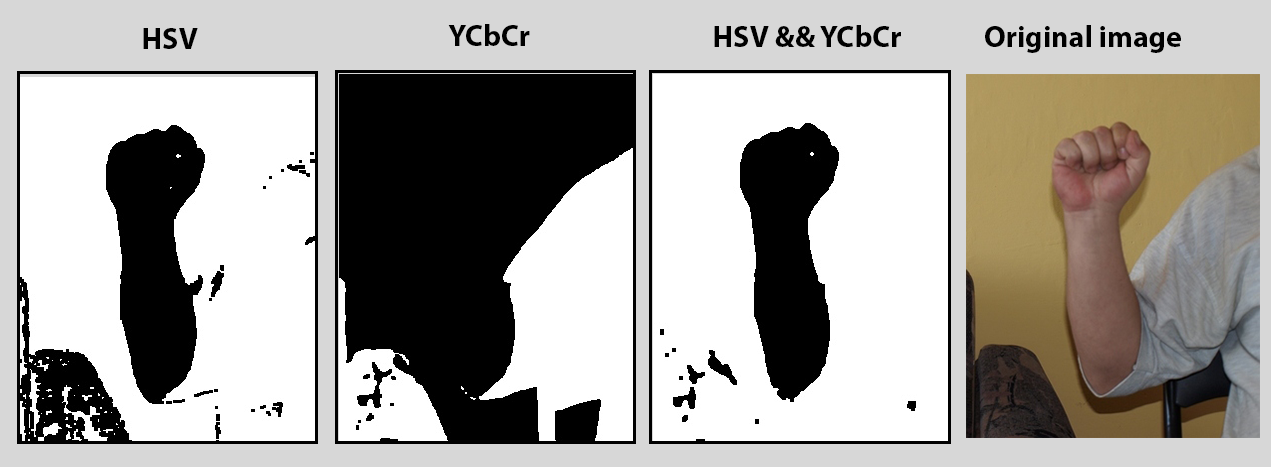 HSV
YCbCr
HSV && YCbCr
Original image